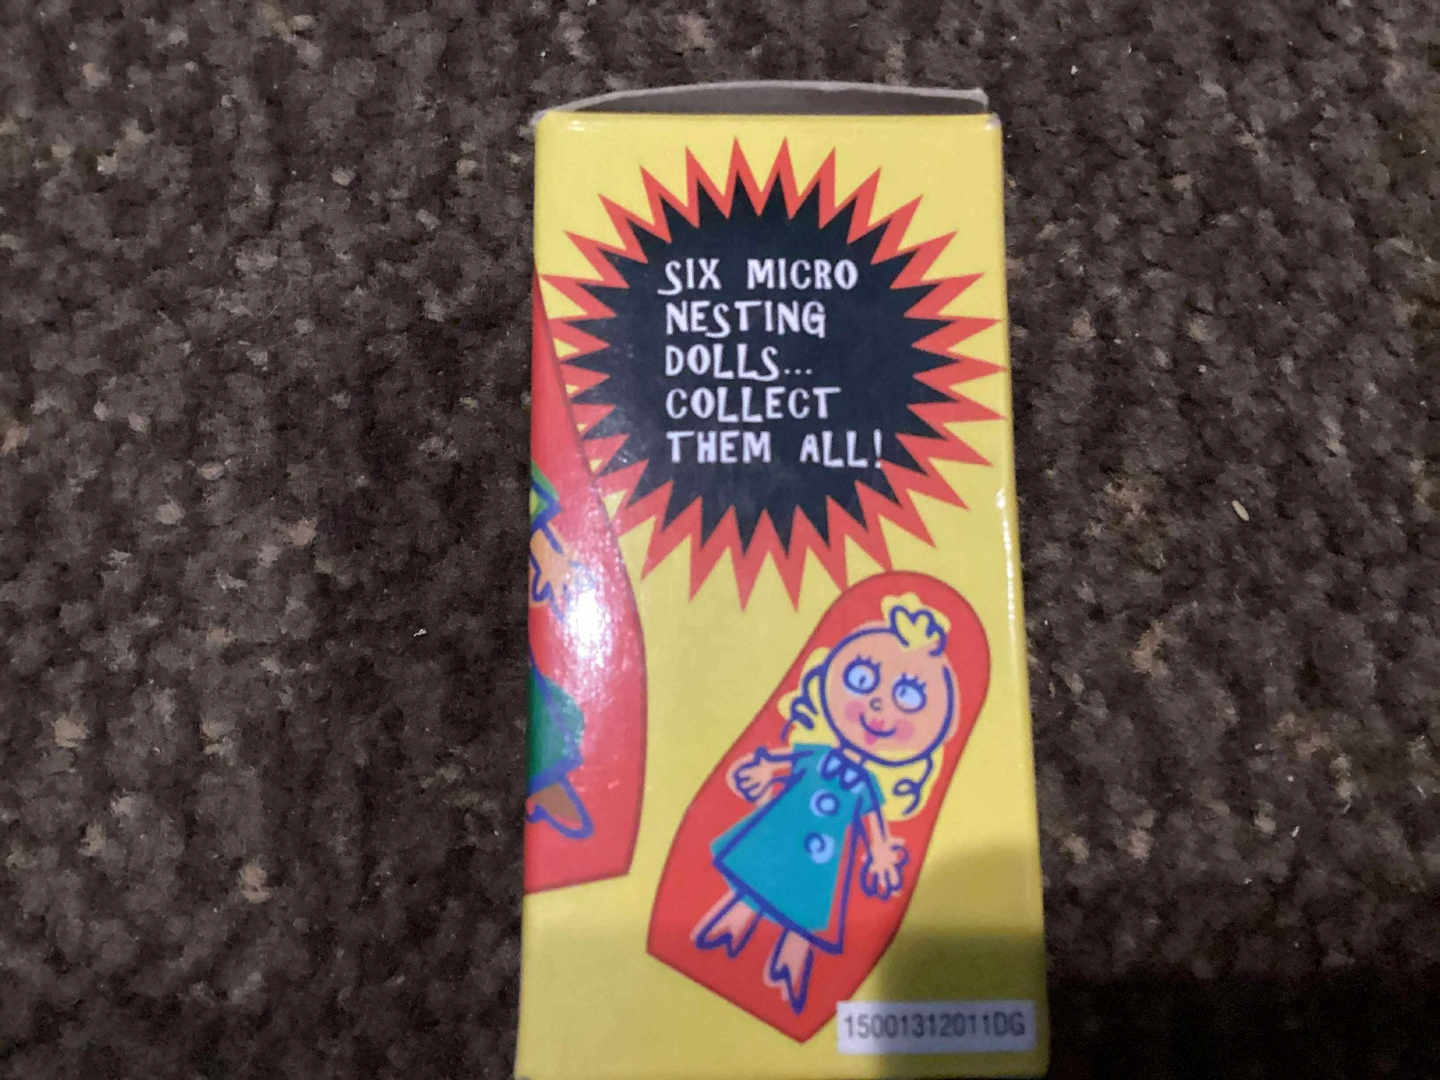 SIX MICRO
NESTING
DOLLS...
COLLECT
THEM ALL!
15001312011DG